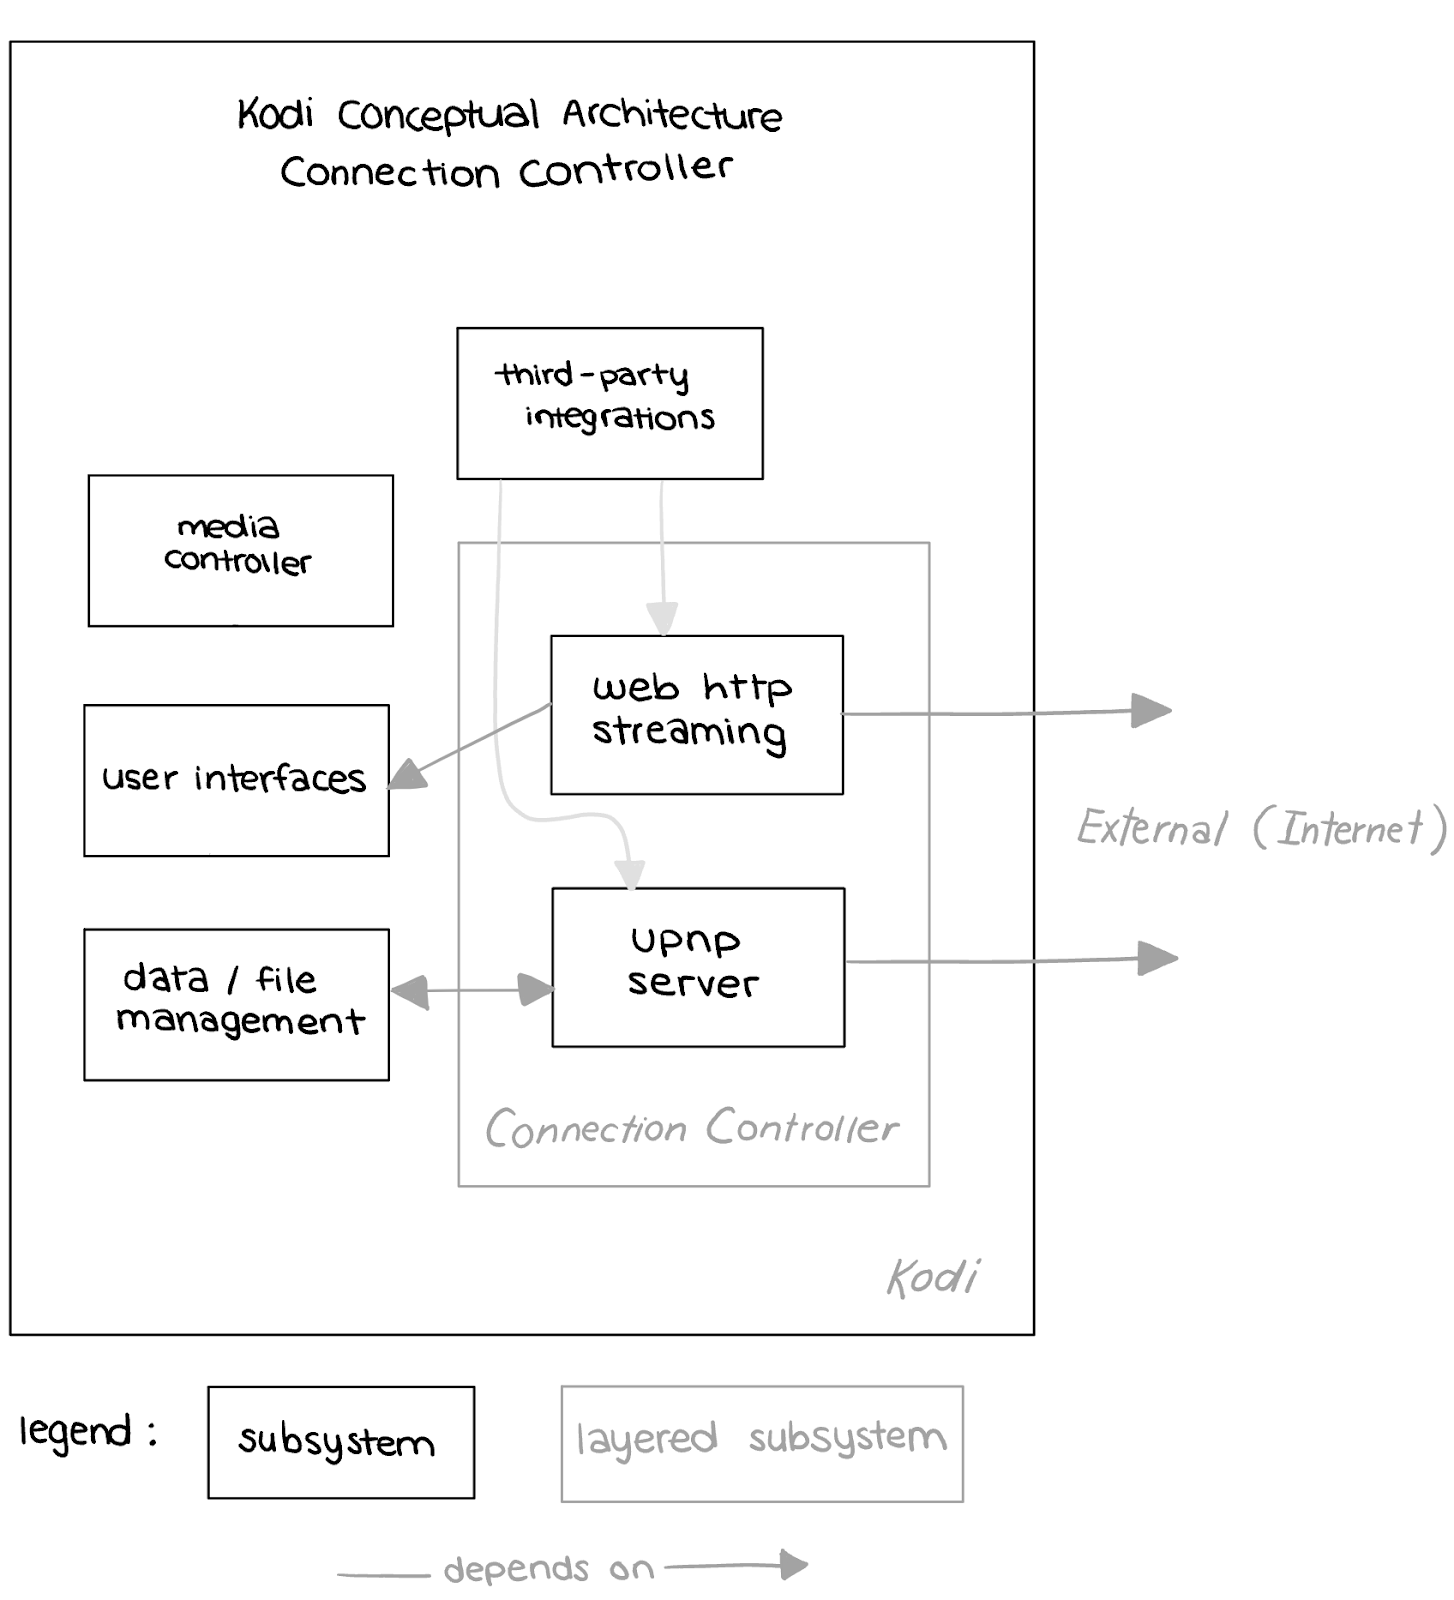 Kodi Conceptual Architecture
Connection Controller
third-party
integrations
media
controller
web http
streaming
user interfaces
External (Internet)
upnp
server
data / file
management
Connection Controller
Kodi
legend:
subsystem
layered subsystem
depends on